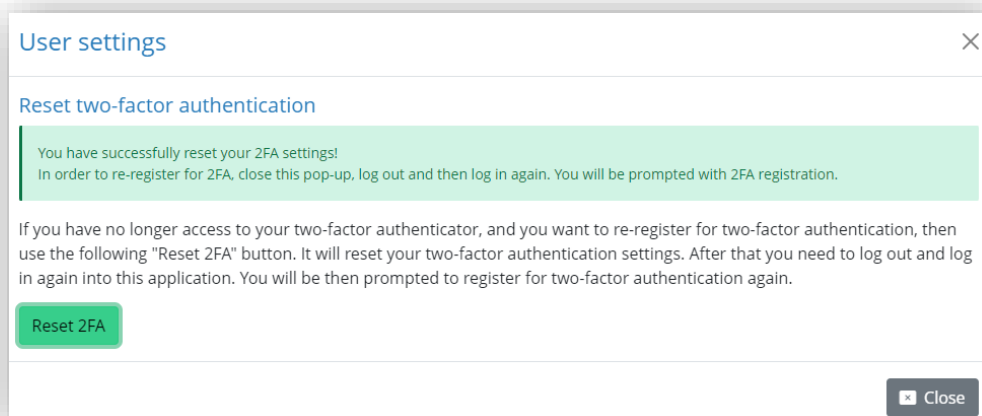 User settings
Reset two-factor authentication
You have successfully reset your 2FA settings!
In order to re-register for 2FA, close this pop-up, log out and then log in again. You will be prompted with 2FA registration.
If you have no longer access to your two-factor authenticator, and you want to re-register for two-factor authentication, then
use the following "Reset 2FA" button. It will reset your two-factor authentication settings. After that you need to log out and log
in again into this application. You will be then prompted to register for two-factor authentication again.
Reset 2FA
Close